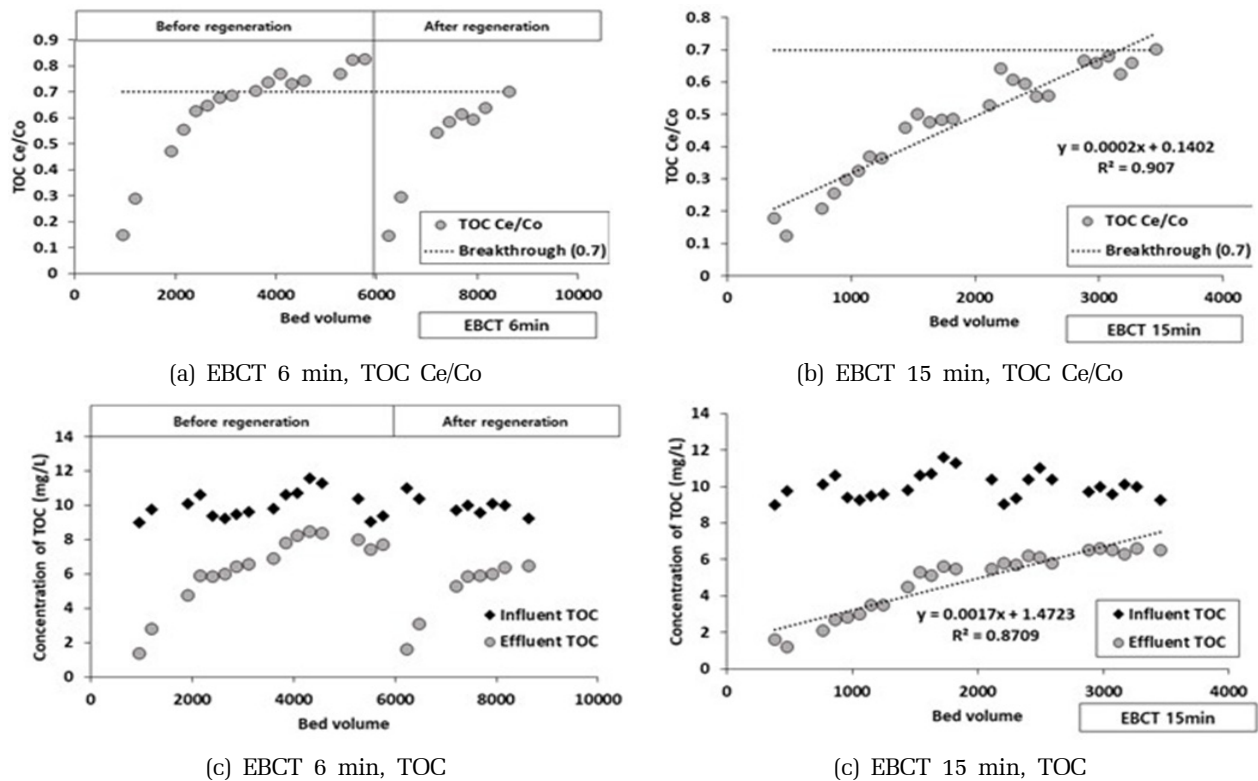 Before regeneration After regeneration
0.9
0.8
0.7
0.6
0.5
0.4
0.3
0.2
0.1
0
TOC Ce/Co
TOC Ce/Co
Breakthrough (0.7)
0 2000 4000 6000 8000 10000
Bed volume
EBCT 6min
(a) EBCT 6 min, TOC Ce/Co
0.8
0.7
0.6
0.5
0.4
0.3
0.2
0.1
0
TOC Ce/Co
y = 0.0002x + 0.1402
R² = 0.907
TOC Ce/Co
Breakthrough (0.7)
0 1000 2000 3000 4000
Bed volume
EBCT 15min
(b) EBCT 15 min, TOC Ce/Co
Before regeneration After regeneration
14
12
10
8
6
4
2
0
Concentration of TOC (mg/L)
Influent TOC
Effluent TOC
0 2000 4000 6000 8000 10000
Bed volume
(c) EBCT 6 min, TOC
14
12
10
8
6
4
2
0
Concentration of TOC (mg/L)
y = 0.0017x + 1.4723
R² = 0.8709
Influent TOC
Effluent TOC
0 1000 2000 3000 4000
Bed volume
EBCT 15min
(c) EBCT 15 min, TOC